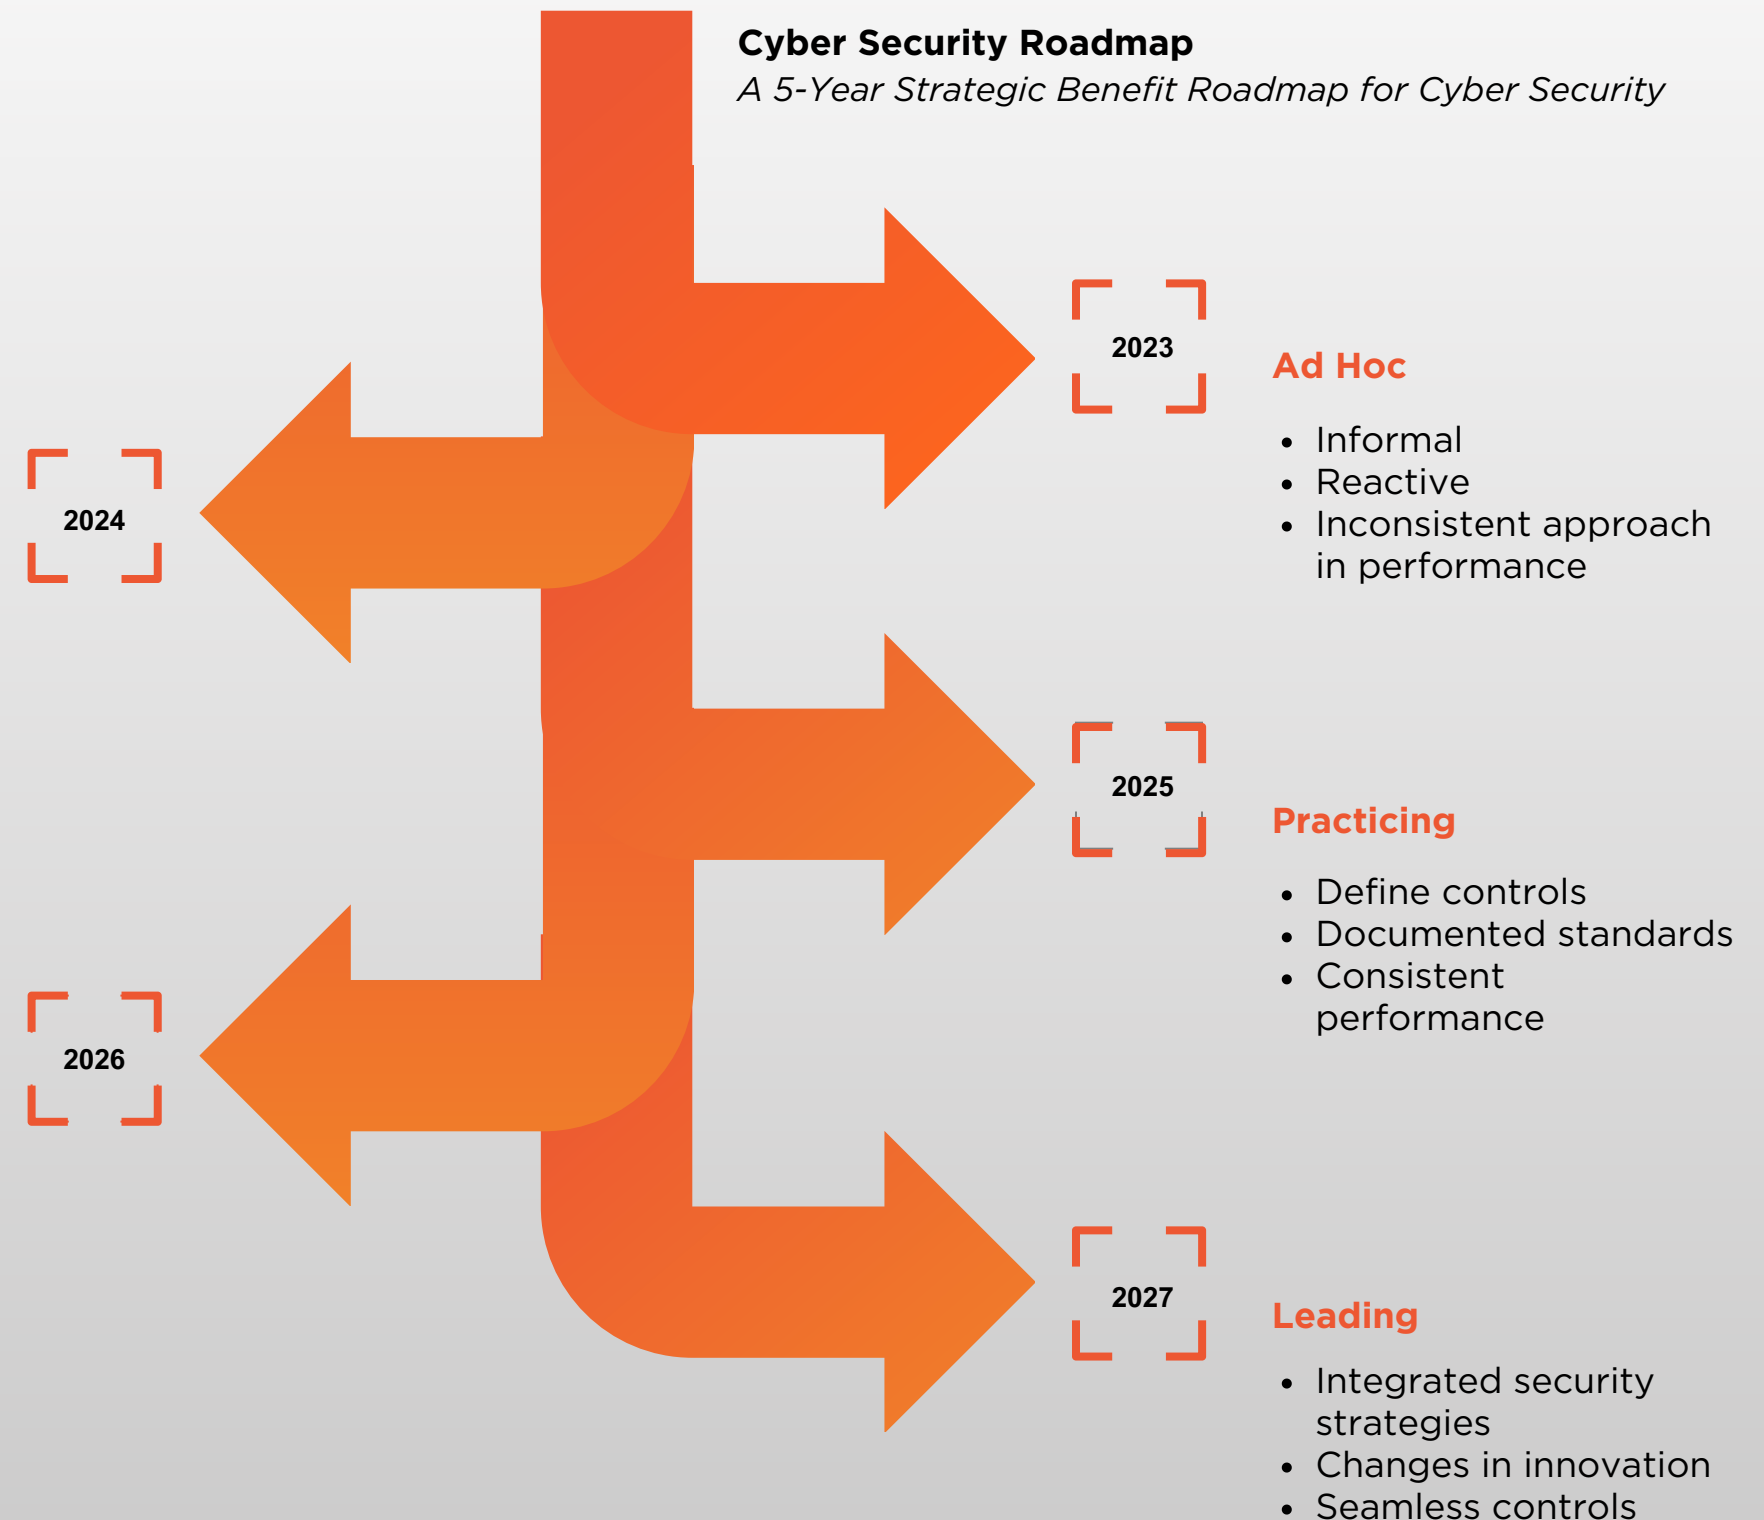 Cyber Security Roadmap
A 5-Year Strategic Benefit Roadmap for Cyber Security
2023
Ad Hoc
• Informal
• Reactive
• Inconsistent approach
in performance
2024
2025
Practicing
• Define controls
• Documented standards
• Consistent
performance
2026
2027
Leading
• Integrated security
strategies
• Changes in innovation
• Seamless controls